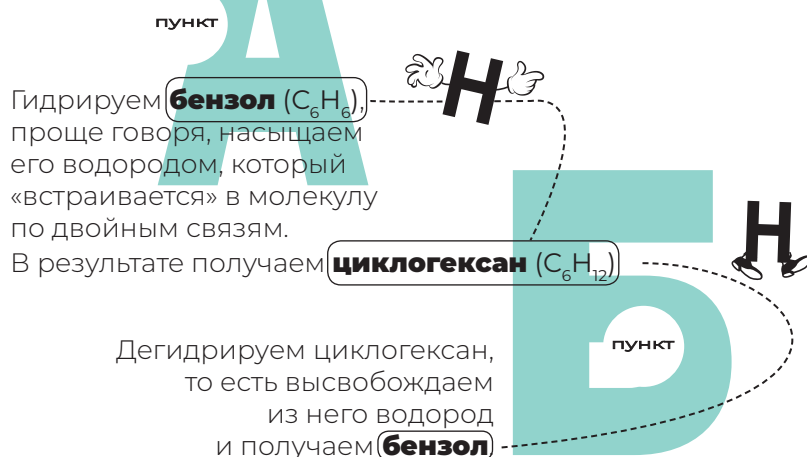 пункт
А
Н
Гидрируем бензол (C₆H₆),
проще говоря, насыщаем
его водородом, который
«встраивается» в молекулу
по двойным связям.
В результате получаем циклогексан (C₆H₁₂)
Б
Н
пункт
Дегидрируем циклогексан,
то есть высвобождаем
из него водород
и получаем бензол